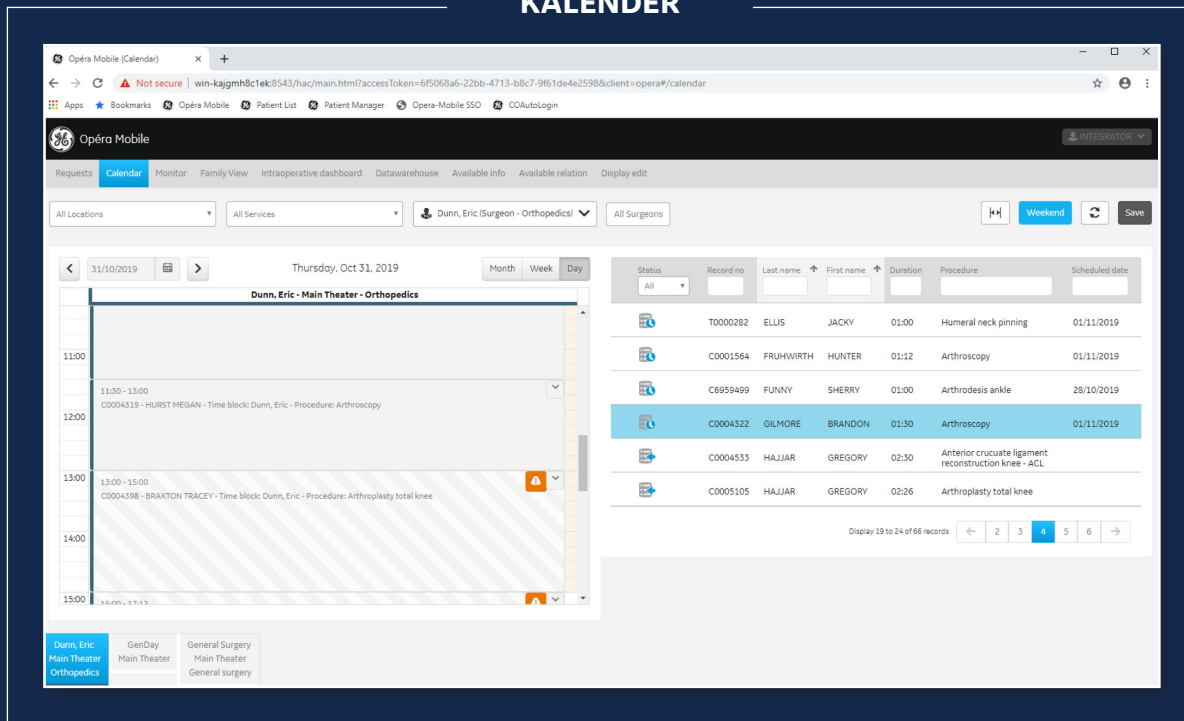 KALENDER
Opéra Mobile (Calendar)
Not secure | win-kajgmh8c1ek:8543/hac/main.html?accessToken=6f5068a6-22bb-4713-b8c7-9f61de4e2598&client=opera#/calendar
Apps Bookmarks Opéra Mobile Patient List Patient Manager Opera-Mobile SSO COAutoLogin
Opéra Mobile INTEGRATOR
Requests Calendar Monitor Family View Intraoperative dashboard Datawarehouse Available info Available relation Display edit
All Locations All Services Dunn, Eric (Surgeon - Orthopedics) All Surgeons Weekend Save
31/10/2019 Thursday, Oct 31, 2019 Month Week Day
Dunn, Eric - Main Theater - Orthopedics
11:00
11:30 - 13:00
C0004319 - HURST MEGAN - Time block: Dunn, Eric - Procedure: Arthroscopy
12:00
13:00
13:00 - 15:00
C0004398 - BRAXTON TRACEY - Time block: Dunn, Eric - Procedure: Arthroplasty total knee
14:00
15:00
15:00 - 17:13
Status Record no Last name First name Duration Procedure Scheduled date
All
T0000282 ELLIS JACKY 01:00 Humeral neck pinning 01/11/2019
C0001564 FRUHWIRTH HUNTER 01:12 Arthroscopy 01/11/2019
C6959499 FUNNY SHERRY 01:00 Arthrodesis ankle 28/10/2019
C0004322 GILMORE BRANDON 01:30 Arthroscopy 01/11/2019
C0004533 HAJJAR GREGORY 02:30 Anterior crucuate ligament
reconstruction knee - ACL
C0005105 HAJJAR GREGORY 02:26 Arthroplasty total knee
Display 19 to 24 of 66 records 2 3 4 5 6
Dunn, Eric
Main Theater
Orthopedics
GenDay
Main Theater
General Surgery
Main Theater
General surgery